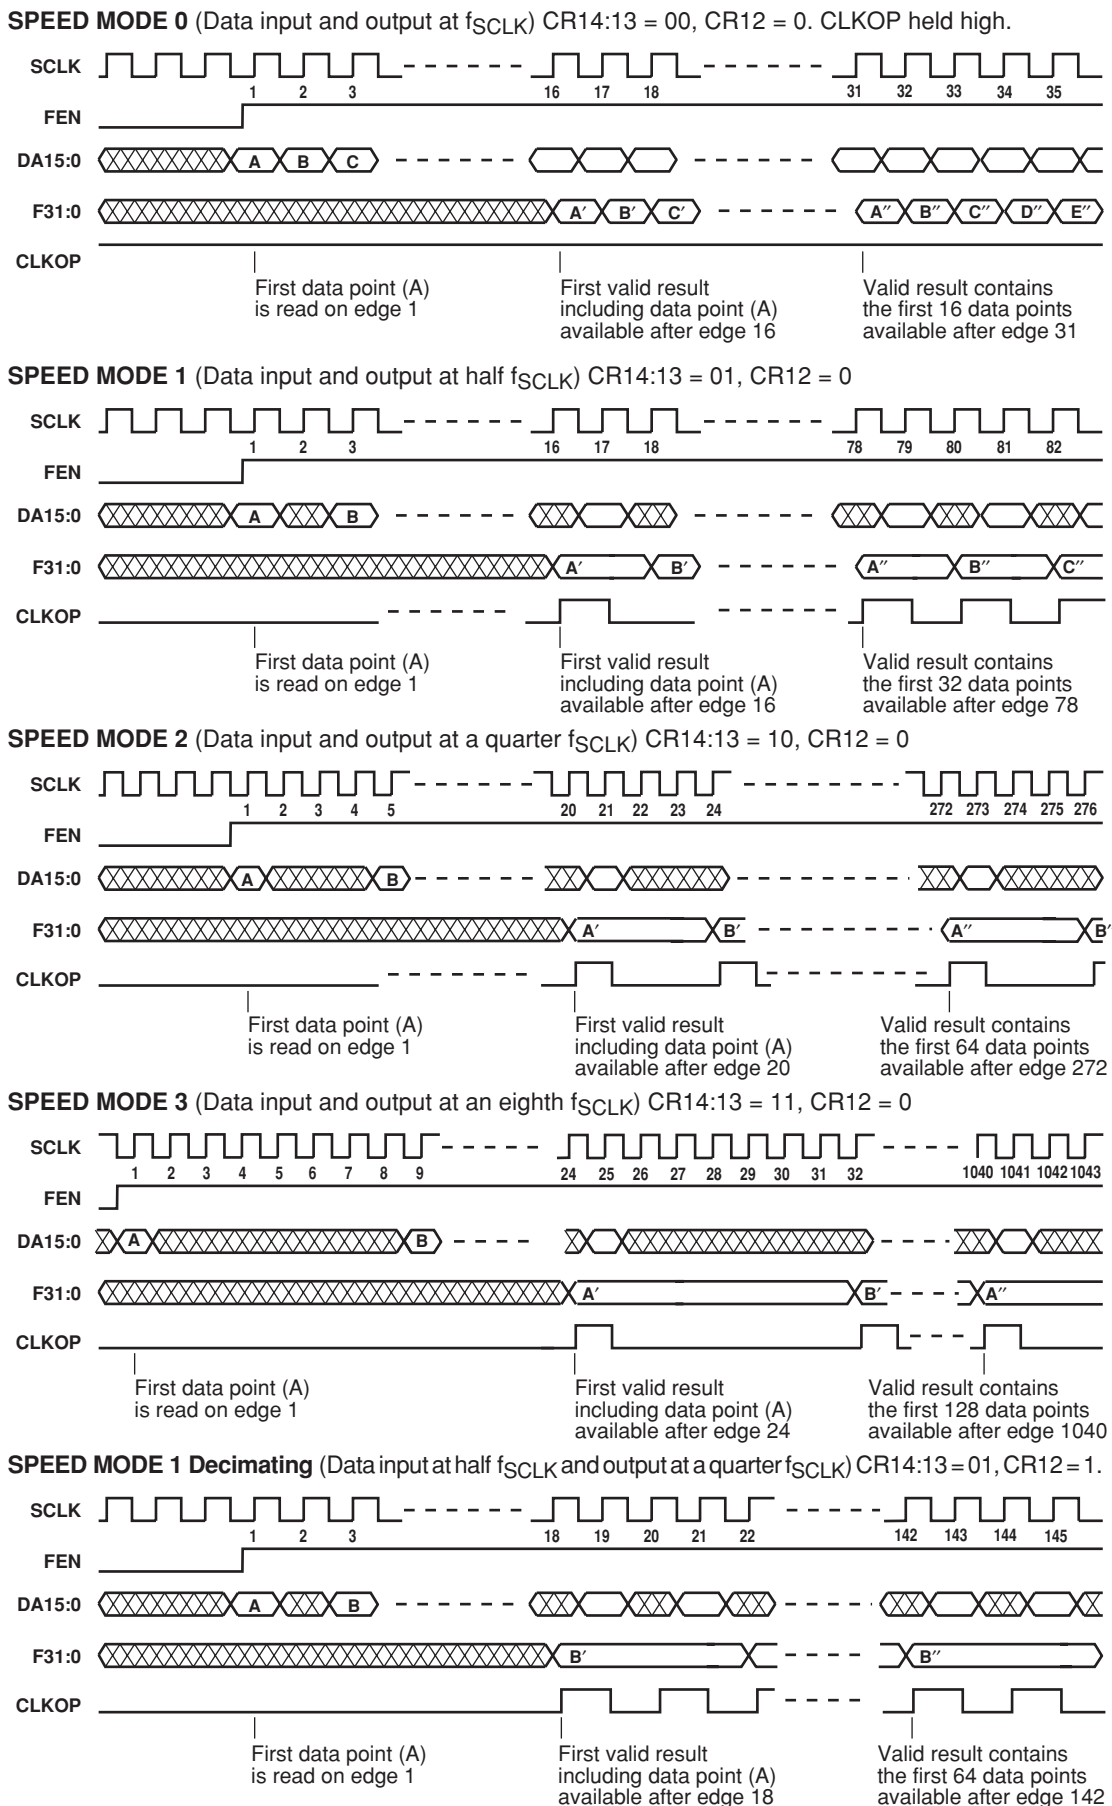 SPEED MODE 0 (Data input and output at fSCLK) CR14:13 = 00, CR12 = 0. CLKOP held high.
SCLK
1 2 3 16 17 18 31 32 33 34 35
FEN
DA15:0 A B C
F31:0 A′ B′ C′ A″ B″ C″ D″ E″
CLKOP
First data point (A)
is read on edge 1
First valid result
including data point (A)
available after edge 16
Valid result contains
the first 16 data points
available after edge 31
SPEED MODE 1 (Data input and output at half fSCLK) CR14:13 = 01, CR12 = 0
SCLK
1 2 3 16 17 18 78 79 80 81 82
FEN
DA15:0 A B
F31:0 A′ B′ A″ B″ C″
CLKOP
First data point (A)
is read on edge 1
First valid result
including data point (A)
available after edge 16
Valid result contains
the first 32 data points
available after edge 78
SPEED MODE 2 (Data input and output at a quarter fSCLK) CR14:13 = 10, CR12 = 0
SCLK
1 2 3 4 5 20 21 22 23 24 272 273 274 275 276
FEN
DA15:0 A B
F31:0 A′ B′ A″ B′
CLKOP
First data point (A)
is read on edge 1
First valid result
including data point (A)
available after edge 20
Valid result contains
the first 64 data points
available after edge 272
SPEED MODE 3 (Data input and output at an eighth fSCLK) CR14:13 = 11, CR12 = 0
SCLK
1 2 3 4 5 6 7 8 9 24 25 26 27 28 29 30 31 32 1040 1041 1042 1043
FEN
DA15:0 A B
F31:0 A′ B′ A″
CLKOP
First data point (A)
is read on edge 1
First valid result
including data point (A)
available after edge 24
Valid result contains
the first 128 data points
available after edge 1040
SPEED MODE 1 Decimating (Data input at half fSCLK and output at a quarter fSCLK) CR14:13 = 01, CR12 = 1.
SCLK
1 2 3 18 19 20 21 22 142 143 144 145
FEN
DA15:0 A B
F31:0 B′ B″
CLKOP
First data point (A)
is read on edge 1
First valid result
including data point (A)
available after edge 18
Valid result contains
the first 64 data points
available after edge 142